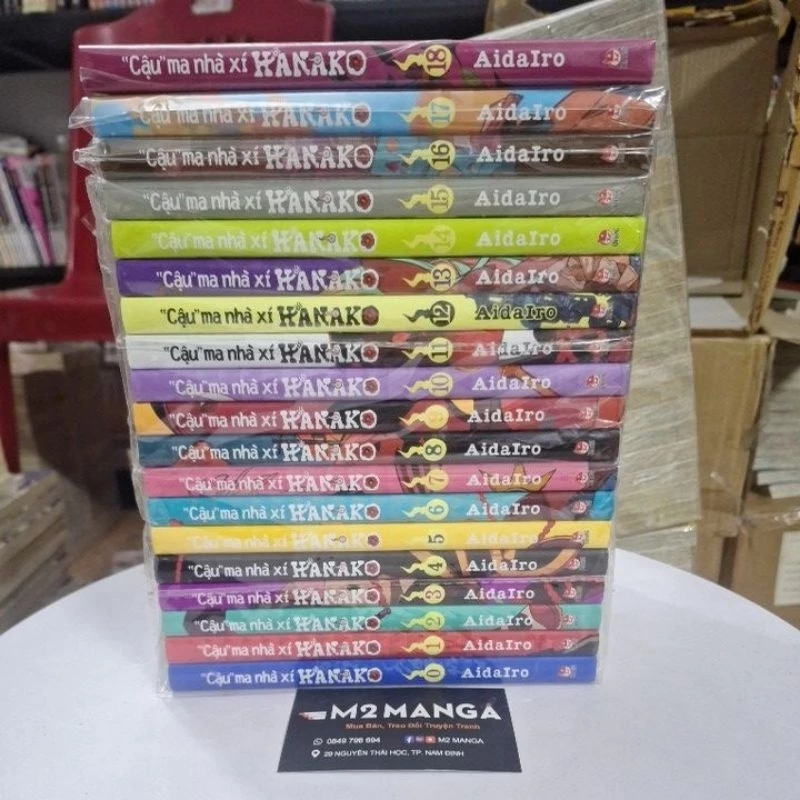 "Cậu" ma nhà xí HANAKO 18 AidaIro
"Cậu" ma nhà xí HANAKO 17 AidaIro
"Cậu" ma nhà xí HANAKO 16 AidaIro
"Cậu" ma nhà xí HANAKO 15 AidaIro
"Cậu" ma nhà xí HANAKO 14 AidaIro
"Cậu" ma nhà xí HANAKO 13 AidaIro
"Cậu" ma nhà xí HANAKO 12 AidaIro
"Cậu" ma nhà xí HANAKO 11 AidaIro
"Cậu" ma nhà xí HANAKO 10 AidaIro
"Cậu" ma nhà xí HANAKO 9 AidaIro
"Cậu" ma nhà xí HANAKO 8 AidaIro
"Cậu" ma nhà xí HANAKO 7 AidaIro
"Cậu" ma nhà xí HANAKO 6 AidaIro
"Cậu" ma nhà xí HANAKO 5 AidaIro
"Cậu" ma nhà xí HANAKO 4 AidaIro
"Cậu" ma nhà xí HANAKO 3 AidaIro
"Cậu" ma nhà xí HANAKO 2 AidaIro
"Cậu" ma nhà xí HANAKO 1 AidaIro
"Cậu" ma nhà xí HANAKO 0 AidaIro
M2 MANGA
Mua Bán, Trao Đổi Truyện Tranh
0849 796 694 M2 MANGA
29 NGUYỄN THÁI HỌC, TP. NAM ĐỊNH